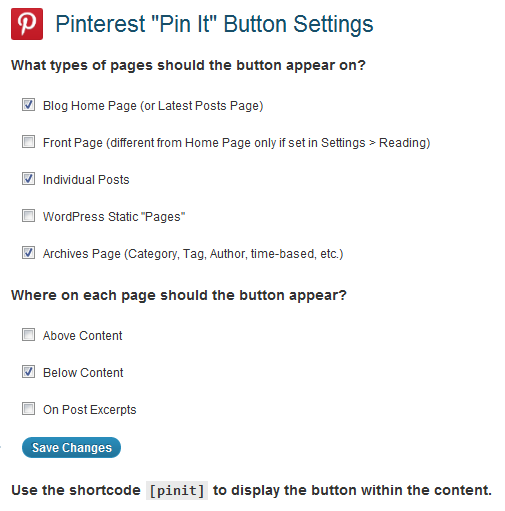 Pinterest "Pin It" Button Settings
What types of pages should the button appear on?
Blog Home Page (or Latest Posts Page)
Front Page (different from Home Page only if set in Settings > Reading)
Individual Posts
WordPress Static "Pages"
Archives Page (Category, Tag, Author, time-based, etc.)
Where on each page should the button appear?
Above Content
Below Content
On Post Excerpts
Save Changes
Use the shortcode [pinit] to display the button within the content.